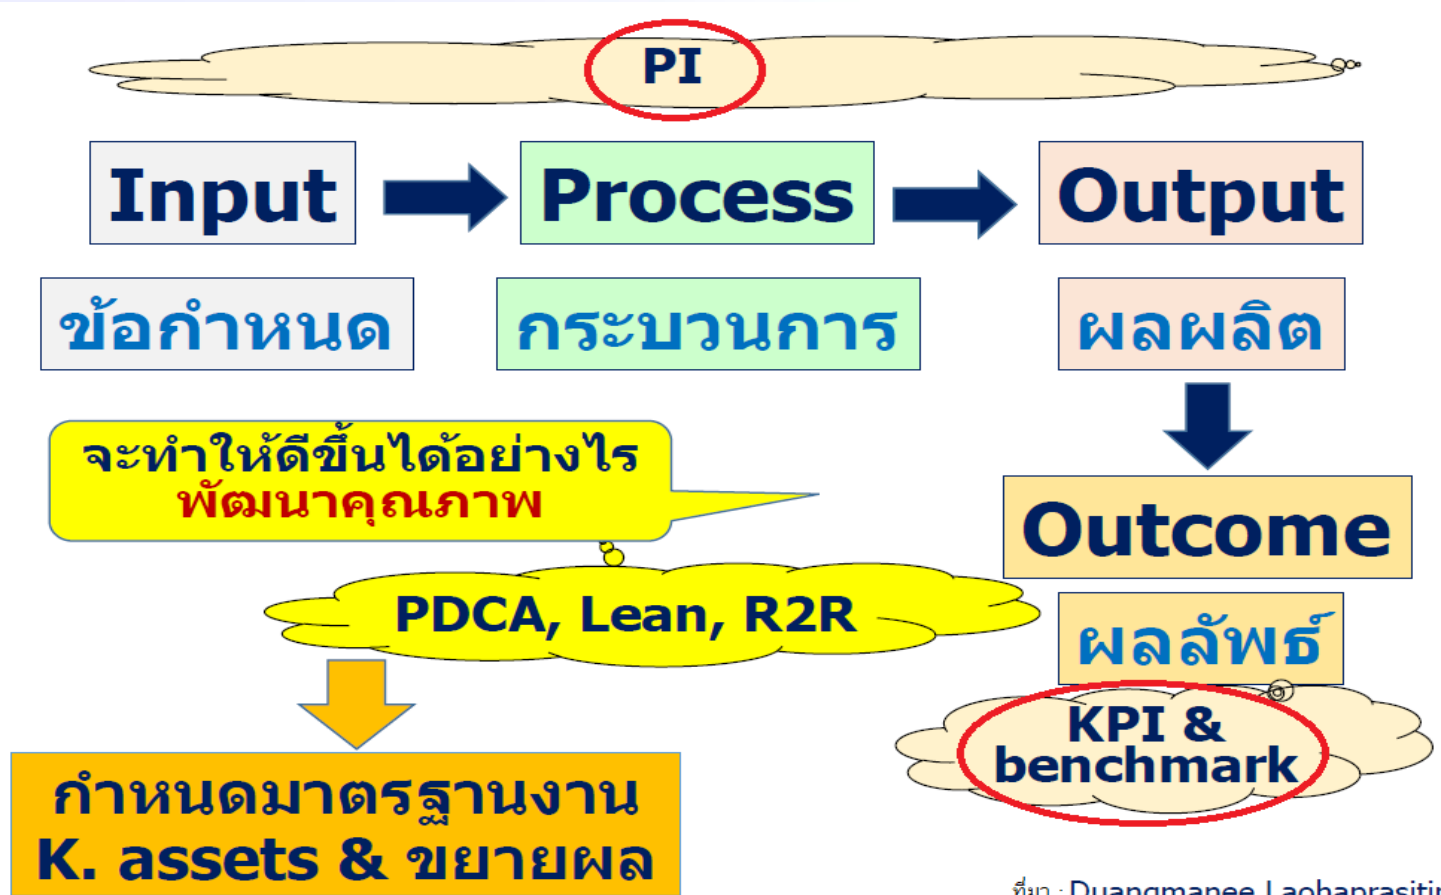 PI
Input
Process
Output
ข้อกำหนด
กระบวนการ
ผลผลิต
จะทำให้ดีขึ้นได้อย่างไร
พัฒนาคุณภาพ
Outcome
PDCA, Lean, R2R
ผลลัพธ์
KPI &
benchmark
กำหนดมาตรฐานงาน
K. assets & ขยายผล
ที่มา : Duangmanee